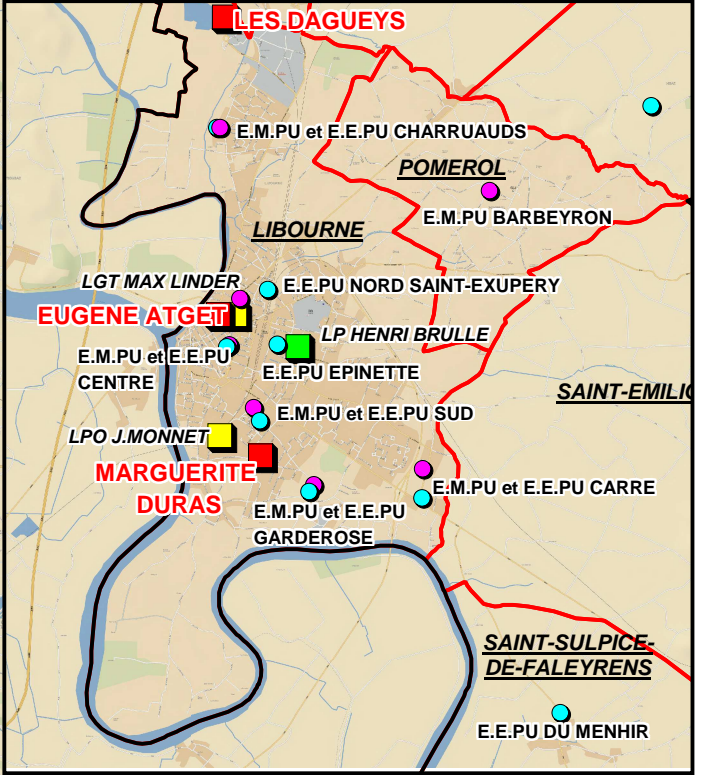 LES DAGUEYS
E.M.PU et E.E.PU CHARRUAUDS
POMEROL
E.M.PU BARBEYRON
LIBOURNE
LGT MAX LINDER
E.E.PU NORD SAINT-EXUPERY
EUGENE ATGET
LP HENRI BRULLE
E.M.PU et E.E.PU
CENTRE
E.E.PU EPINETTE
SAINT-EMILIO
E.M.PU et E.E.PU SUD
LPO J.MONNET
MARGUERITE
DURAS
E.M.PU et E.E.PU CARRE
E.M.PU et E.E.PU
GARDEROSE
SAINT-SULPICE-
DE-FALEYRENS
E.E.PU DU MENHIR